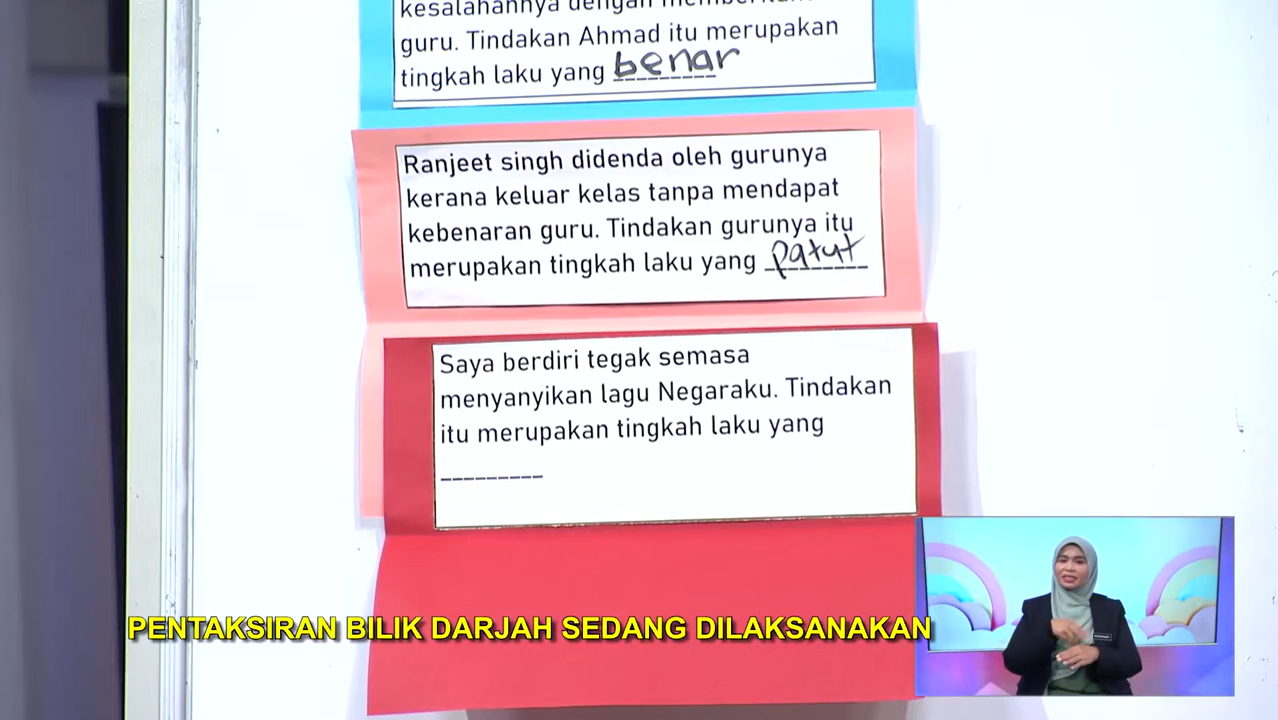 kesalahannya dengan
guru. Tindakan Ahmad itu merupakan
tingkah laku yang benar
Ranjeet singh didenda oleh gurunya
kerana keluar kelas tanpa mendapat
kebenaran guru. Tindakan gurunya itu
merupakan tingkah laku yang patut
Saya berdiri tegak semasa
menyanyikan lagu Negaraku. Tindakan
itu merupakan tingkah laku yang
_________
PENTAKSIRAN BILIK DARJAH SEDANG DILAKSANAKAN